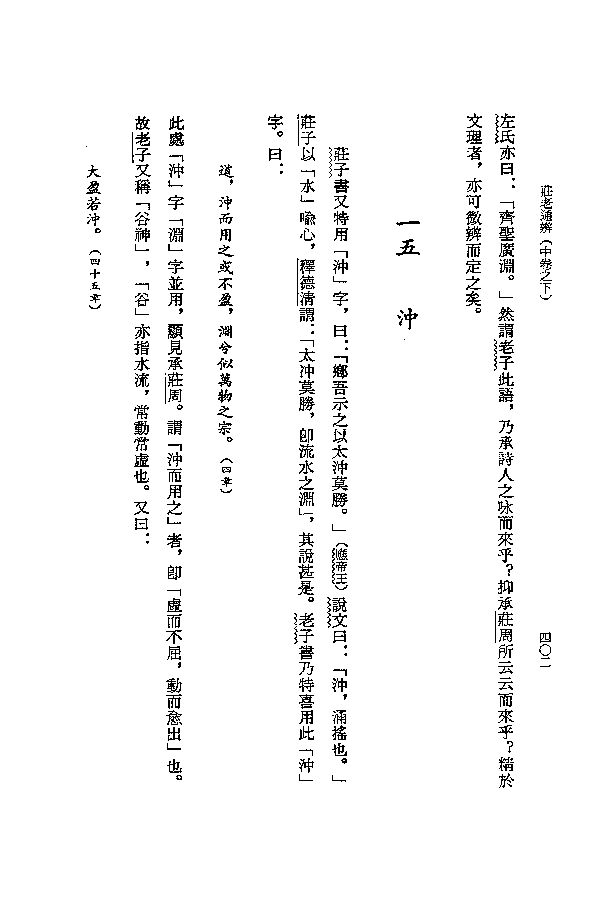 莊老通辨(中卷之下)
四〇二
左氏亦曰:「齊聖廣淵。」然謂老子此語,乃承詩人之咏而來乎?抑承莊周所云云而來乎?精於
文理者,亦可微辨而定之矣。
一五 沖
莊子書又特用「沖」字,曰:「鄉吾示之以太沖莫勝。」(應帝王)說文曰:「沖,涌搖也。」
莊子以「水」喻心,釋德清謂:「太沖莫勝,卽流水之淵」,其說甚是。老子書乃特喜用此「沖」
字。曰:
道,沖而用之或不盈,淵兮似萬物之宗。(四章)
此處「沖」字「淵」字並用,顯見承莊周。謂「沖而用之」者,卽「虛而不屈,動而愈出」也。
故老子又稱「谷神」,「谷」亦指水流,常動常虛也。又曰:
大盈若沖。(四十五章)